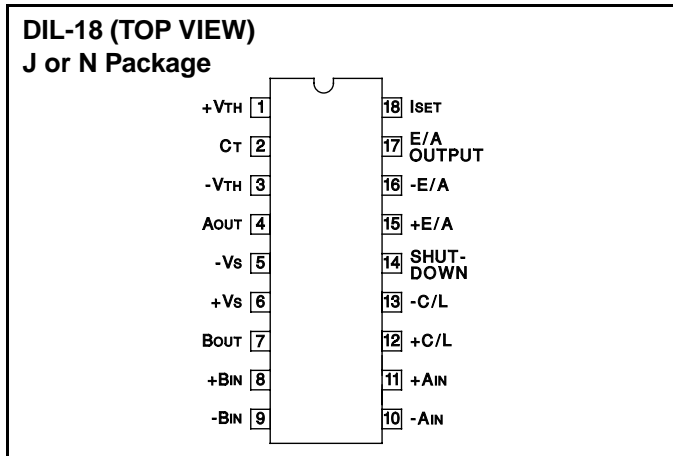 DIL-18 (TOP VIEW)
J or N Package
+VTH 1
18 ISET
CT 2
17 E/A
OUTPUT
-VTH 3
16 -E/A
AOUT 4
15 +E/A
-VS 5
14 SHUT-
DOWN
+VS 6
13 -C/L
BOUT 7
12 +C/L
+BIN 8
11 +AIN
-BIN 9
10 -AIN